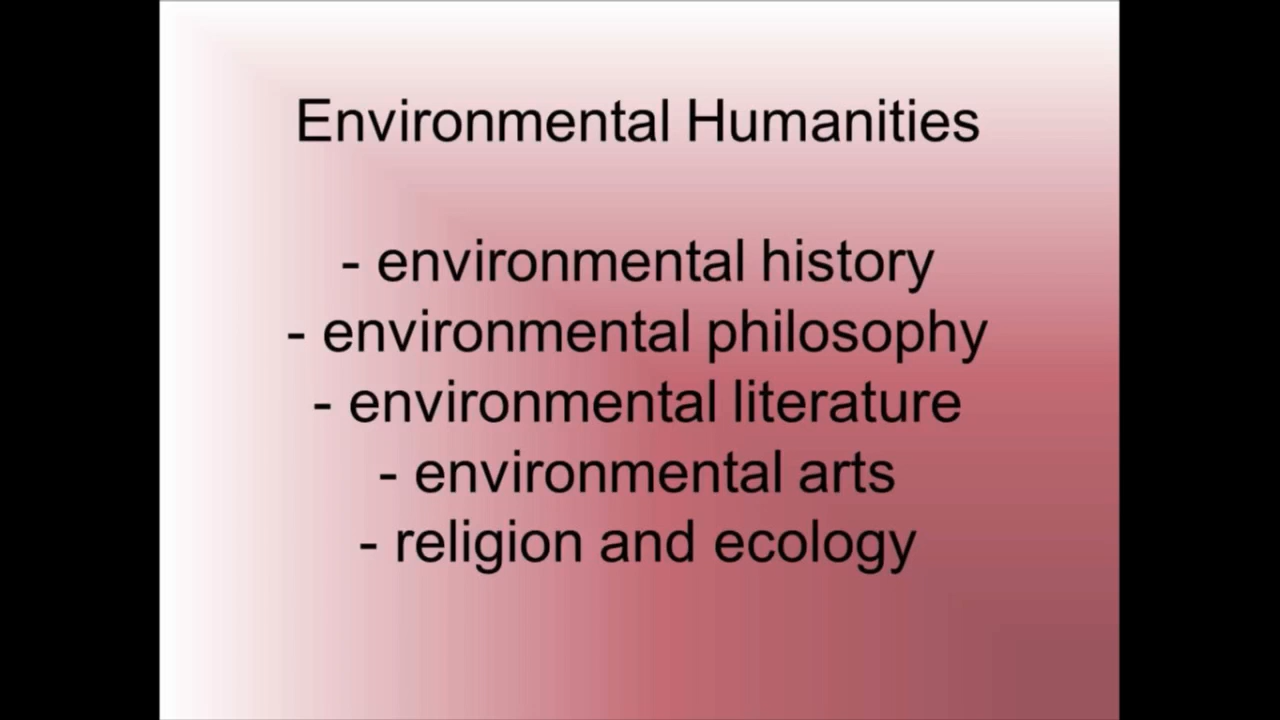 Environmental Humanities
- environmental history
- environmental philosophy
- environmental literature
- environmental arts
- religion and ecology